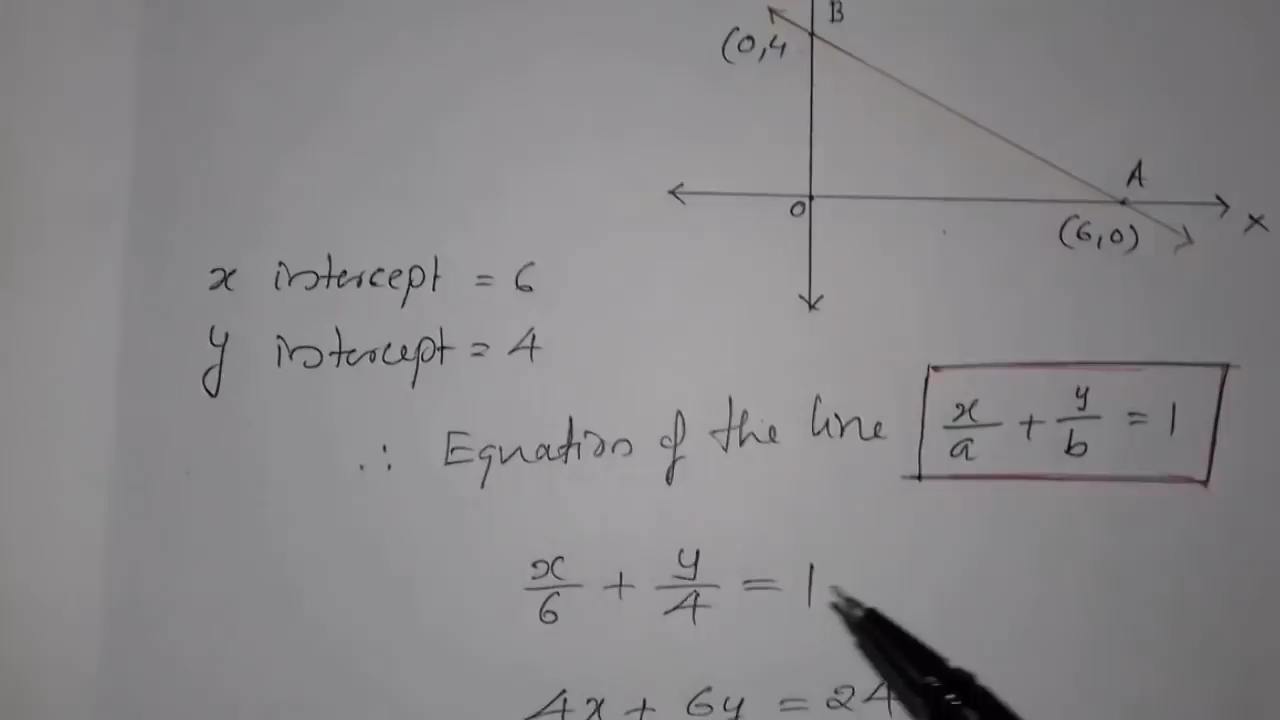 B
(0,4
A
O
(6,0)
X
x intercept = 6
y intercept = 4
∴ Equation of the line x/a + y/b = 1
x/6 + y/4 = 1
4x + 6y = 24